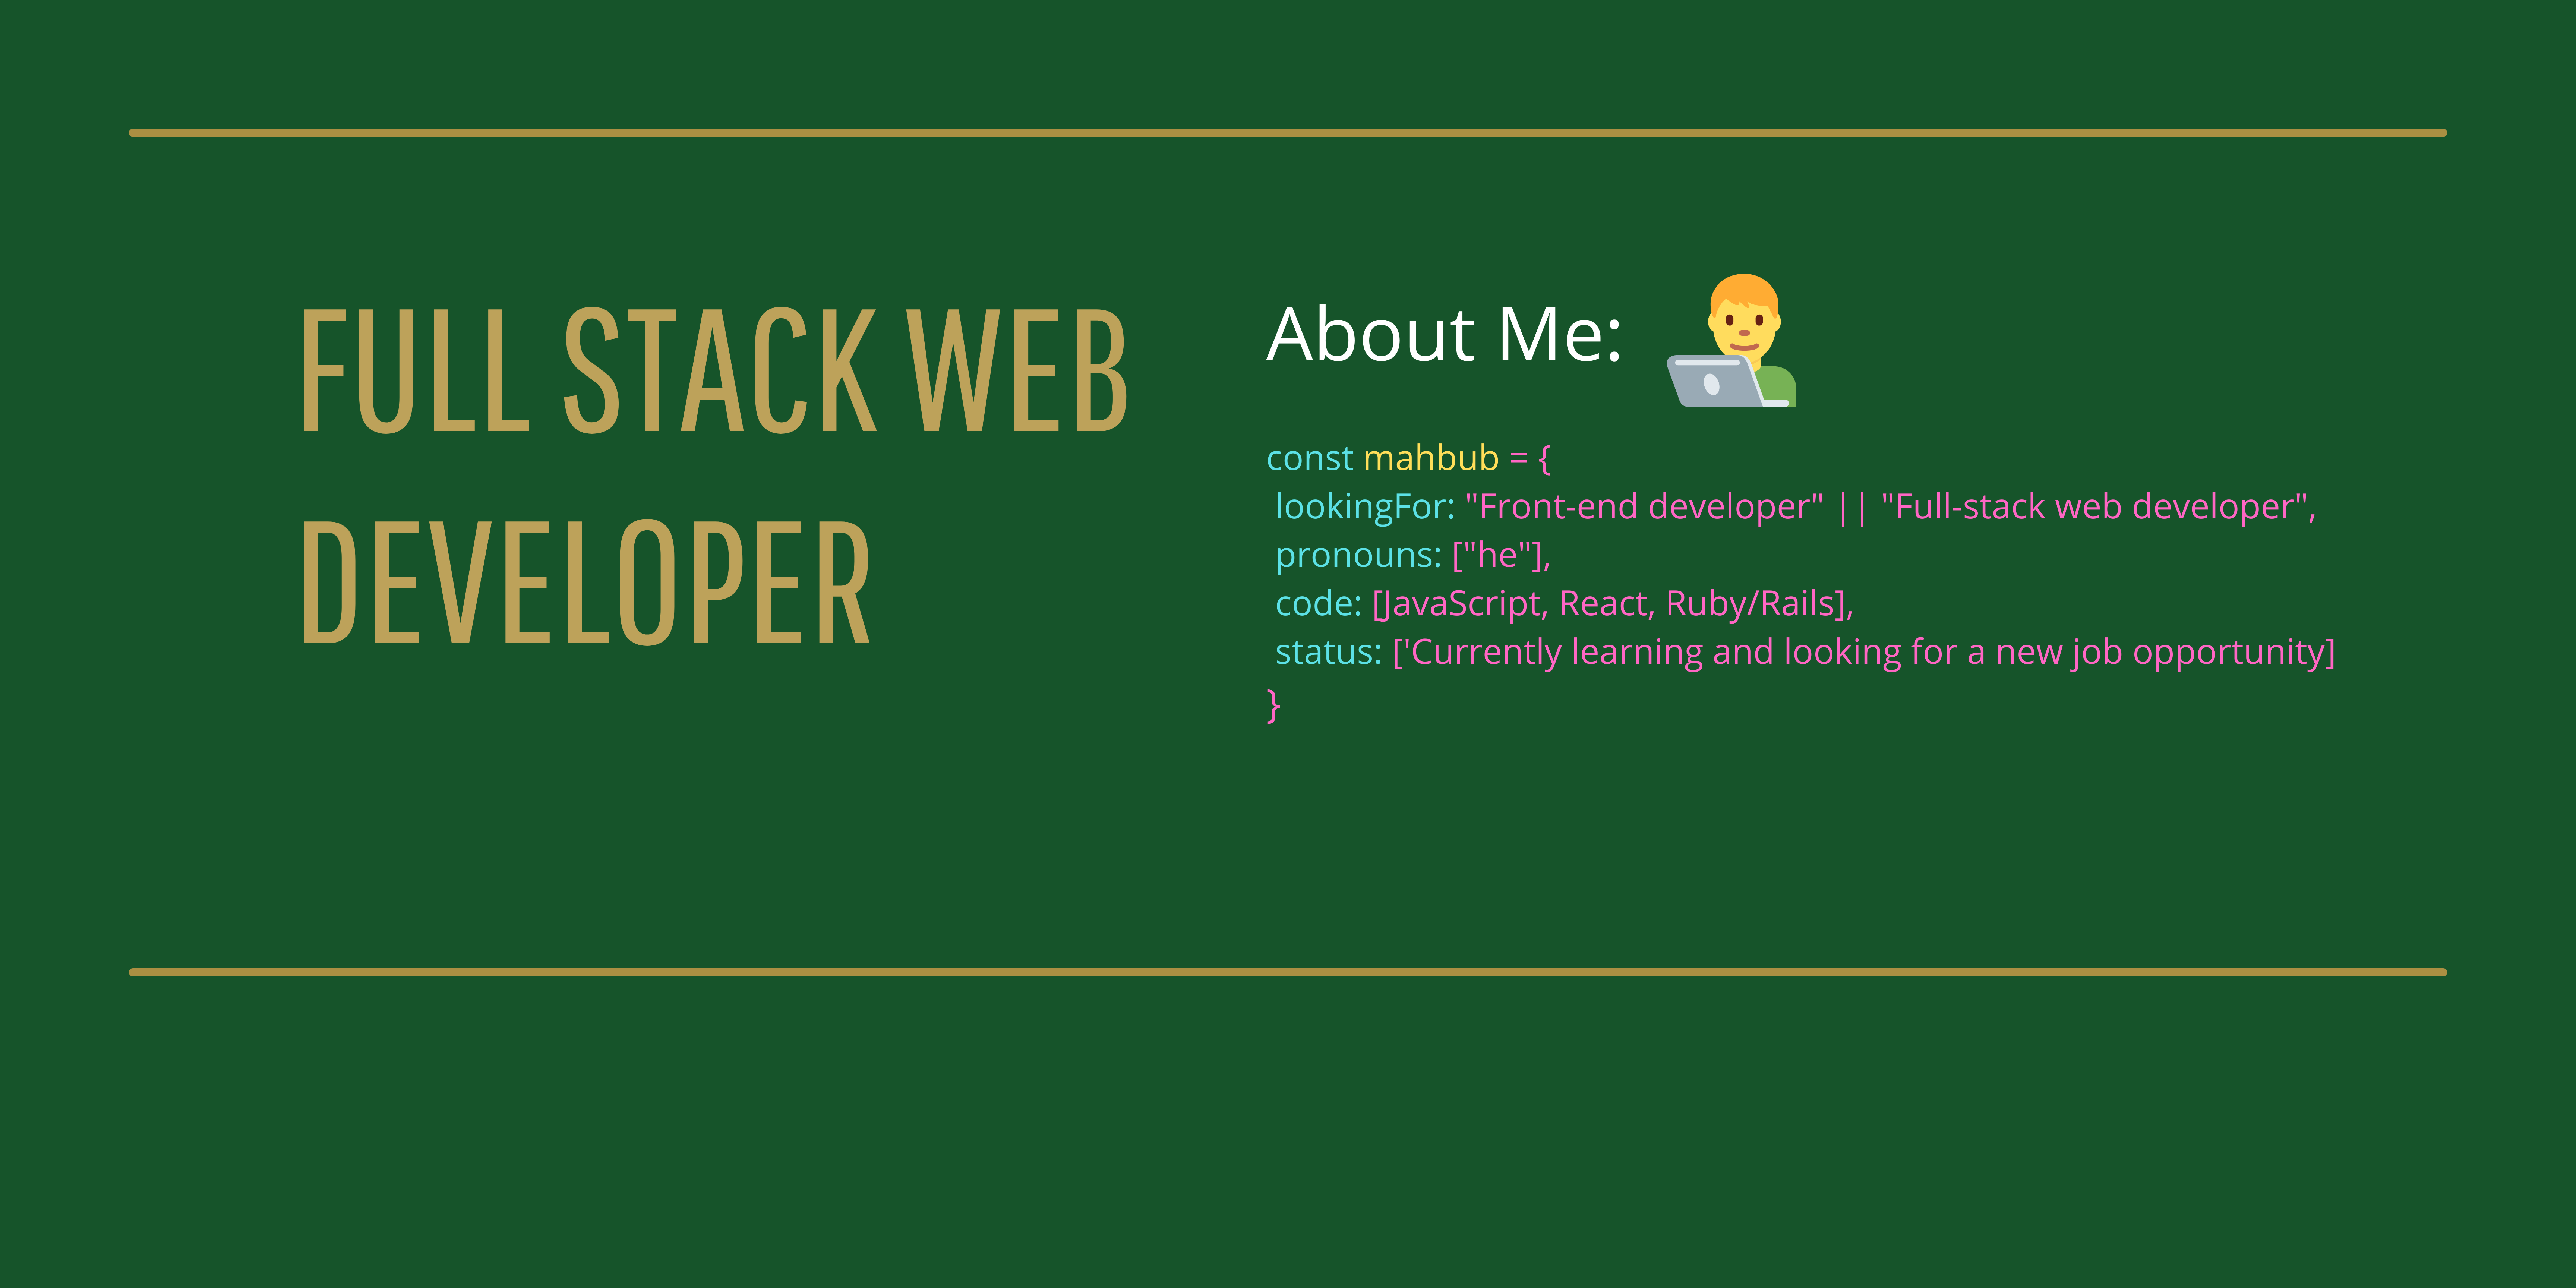 FULL STACK WEB
DEVELOPER
About Me:
const mahbub = {
lookingFor: "Front-end developer" || "Full-stack web developer",
pronouns: ["he"],
code: [JavaScript, React, Ruby/Rails],
status: ['Currently learning and looking for a new job opportunity]
}